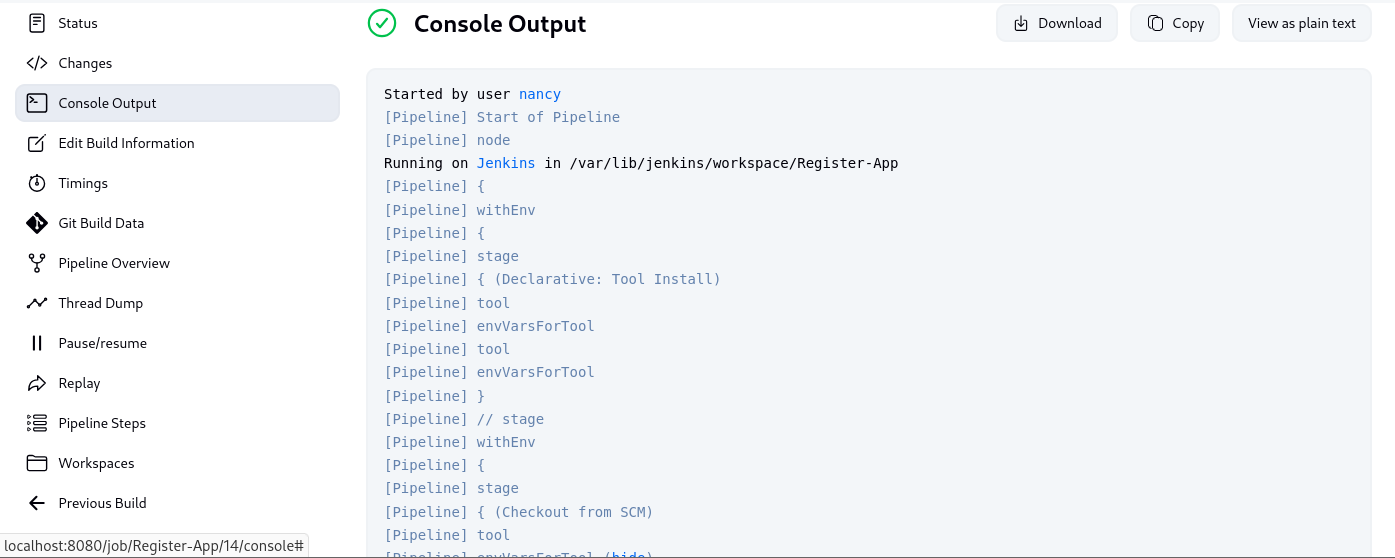 Status
Changes
Console Output
Edit Build Information
Timings
Git Build Data
Pipeline Overview
Thread Dump
Pause/resume
Replay
Pipeline Steps
Workspaces
Previous Build
localhost:8080/job/Register-App/14/console#
Console Output
Download
Copy
View as plain text
Started by user nancy
[Pipeline] Start of Pipeline
[Pipeline] node
Running on Jenkins in /var/lib/jenkins/workspace/Register-App
[Pipeline] {
[Pipeline] withEnv
[Pipeline] {
[Pipeline] stage
[Pipeline] { (Declarative: Tool Install)
[Pipeline] tool
[Pipeline] envVarsForTool
[Pipeline] tool
[Pipeline] envVarsForTool
[Pipeline] }
[Pipeline] // stage
[Pipeline] withEnv
[Pipeline] {
[Pipeline] stage
[Pipeline] { (Checkout from SCM)
[Pipeline] tool
[Pipeline] envVarsForTool (hide)